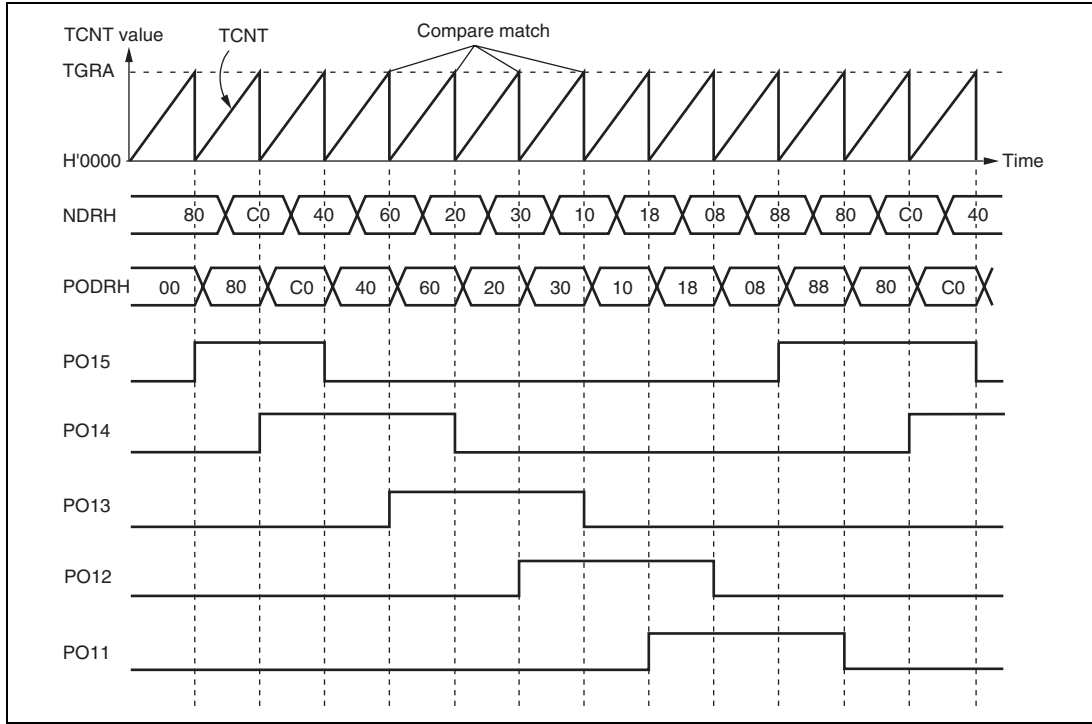 TCNT value
TCNT
Compare match
TGRA
H'0000
Time
NDRH 80 C0 40 60 20 30 10 18 08 88 80 C0 40
PODRH 00 80 C0 40 60 20 30 10 18 08 88 80 C0
PO15
PO14
PO13
PO12
PO11